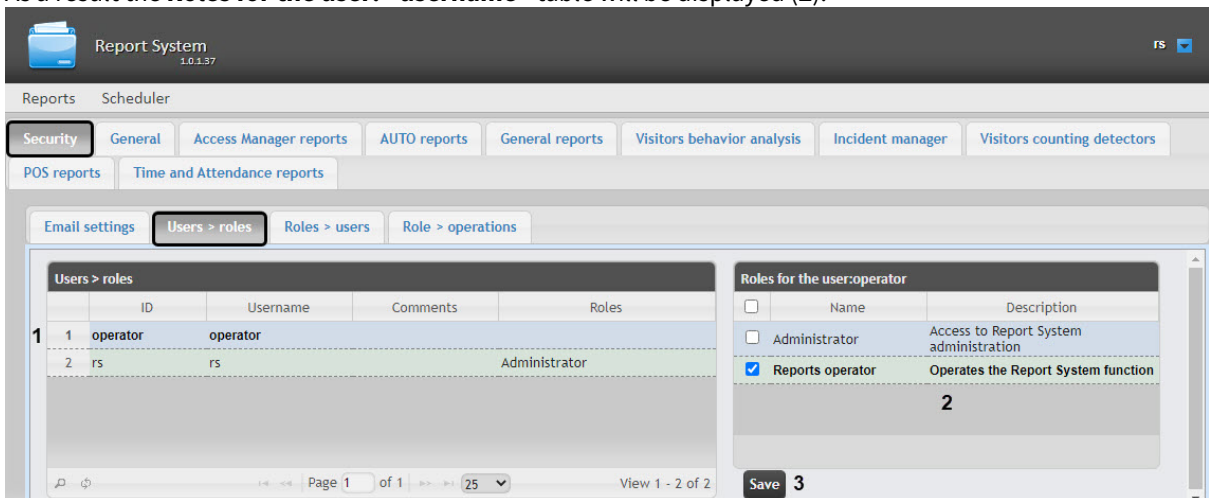 As a result the Roles for the user: "username" table will be displayed (2).
Report System
1.0.1.37
rs
Reports Scheduler
Security General Access Manager reports AUTO reports General reports Visitors behavior analysis Incident manager Visitors counting detectors
POS reports Time and Attendance reports
Email settings Users > roles Roles > users Role > operations
Users > roles
ID Username Comments Roles
1 1 operator operator
2 rs rs Administrator
Page 1 of 1 25 View 1 - 2 of 2
Roles for the user:operator
Name Description
Administrator Access to Report System
administration
Reports operator Operates the Report System function
2
Save 3